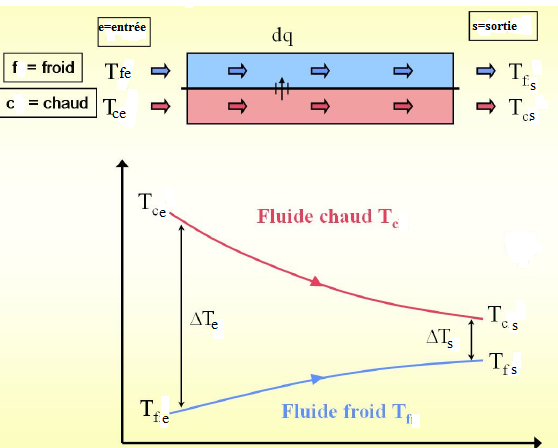 e=entrée
s=sortie
dq
f = froid
Tfe
Tfs
c = chaud
Tce
Tcs
Tce
Fluide chaud Tc
ΔTe
Tcs
ΔTs
Tfs
Tfe
Fluide froid Tf